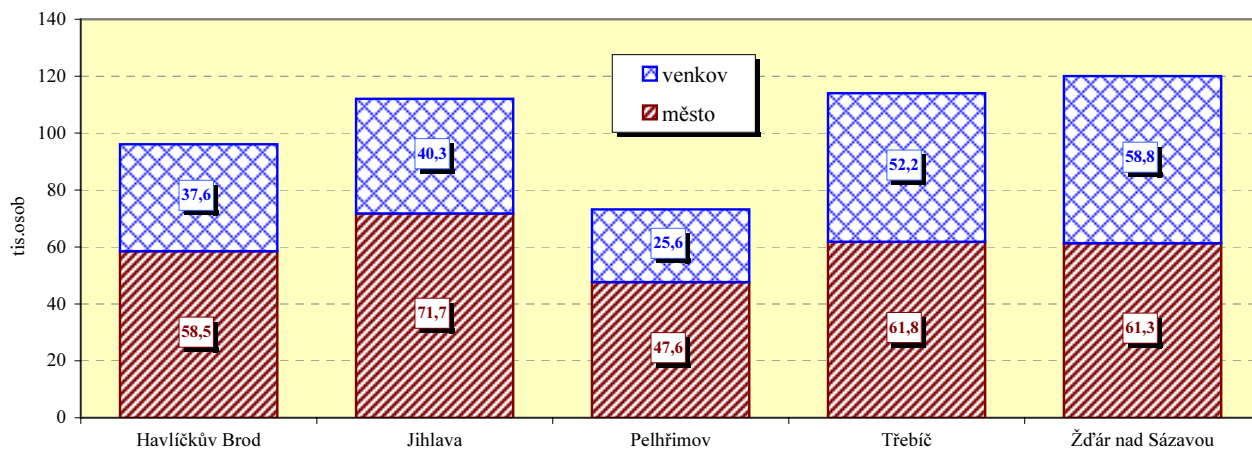 140
120
100
80
60
40
20
0
tis.osob
venkov
město
37,6
40,3
25,6
52,2
58,8
58,5
71,7
47,6
61,8
61,3
Havlíčkův Brod
Jihlava
Pelhřimov
Třebíč
Žďár nad Sázavou